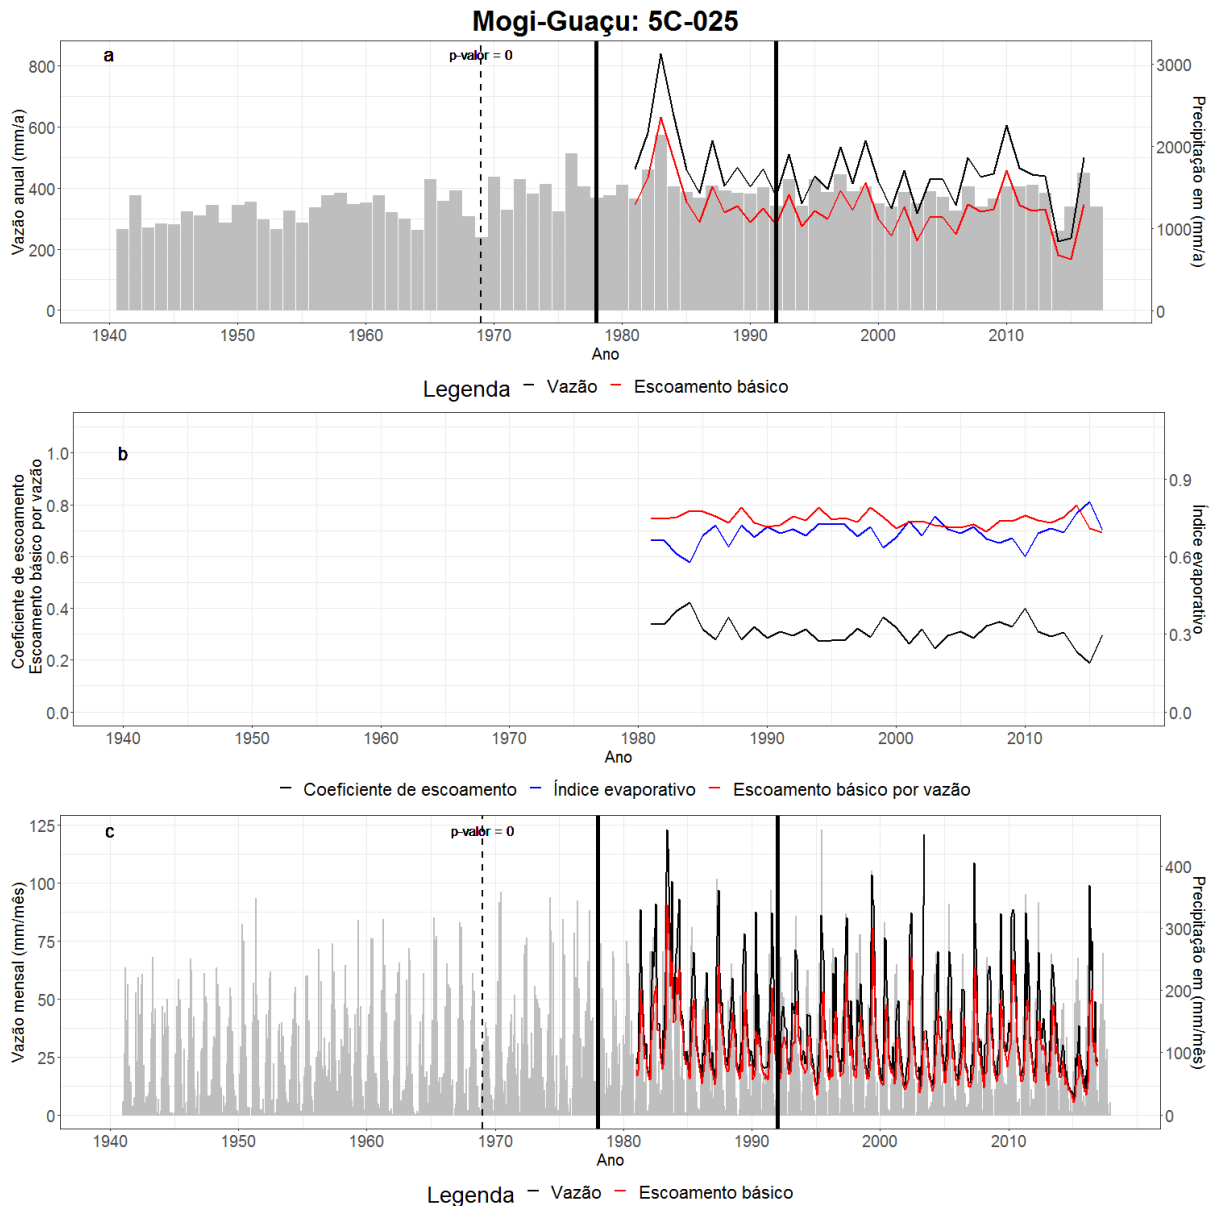 Mogi-Guaçu: 5C-025
a
p-valor = 0
800
600
400
200
0
3000
2000
1000
0
Vazão anual (mm/a)
Precipitação em (mm/a)
1940 1950 1960 1970 1980 1990 2000 2010
Ano
Legenda Vazão Escoamento básico
b
1.0
0.8
0.6
0.4
0.2
0.0
0.9
0.6
0.3
0.0
Coeficiente de escoamento
Escoamento básico por vazão
Índice evaporativo
1940 1950 1960 1970 1980 1990 2000 2010
Ano
Coeficiente de escoamento Índice evaporativo Escoamento básico por vazão
c
p-valor = 0
125
100
75
50
25
0
400
300
200
100
0
Vazão mensal (mm/mês)
Precipitação em (mm/mês)
1940 1950 1960 1970 1980 1990 2000 2010
Ano
Legenda Vazão Escoamento básico